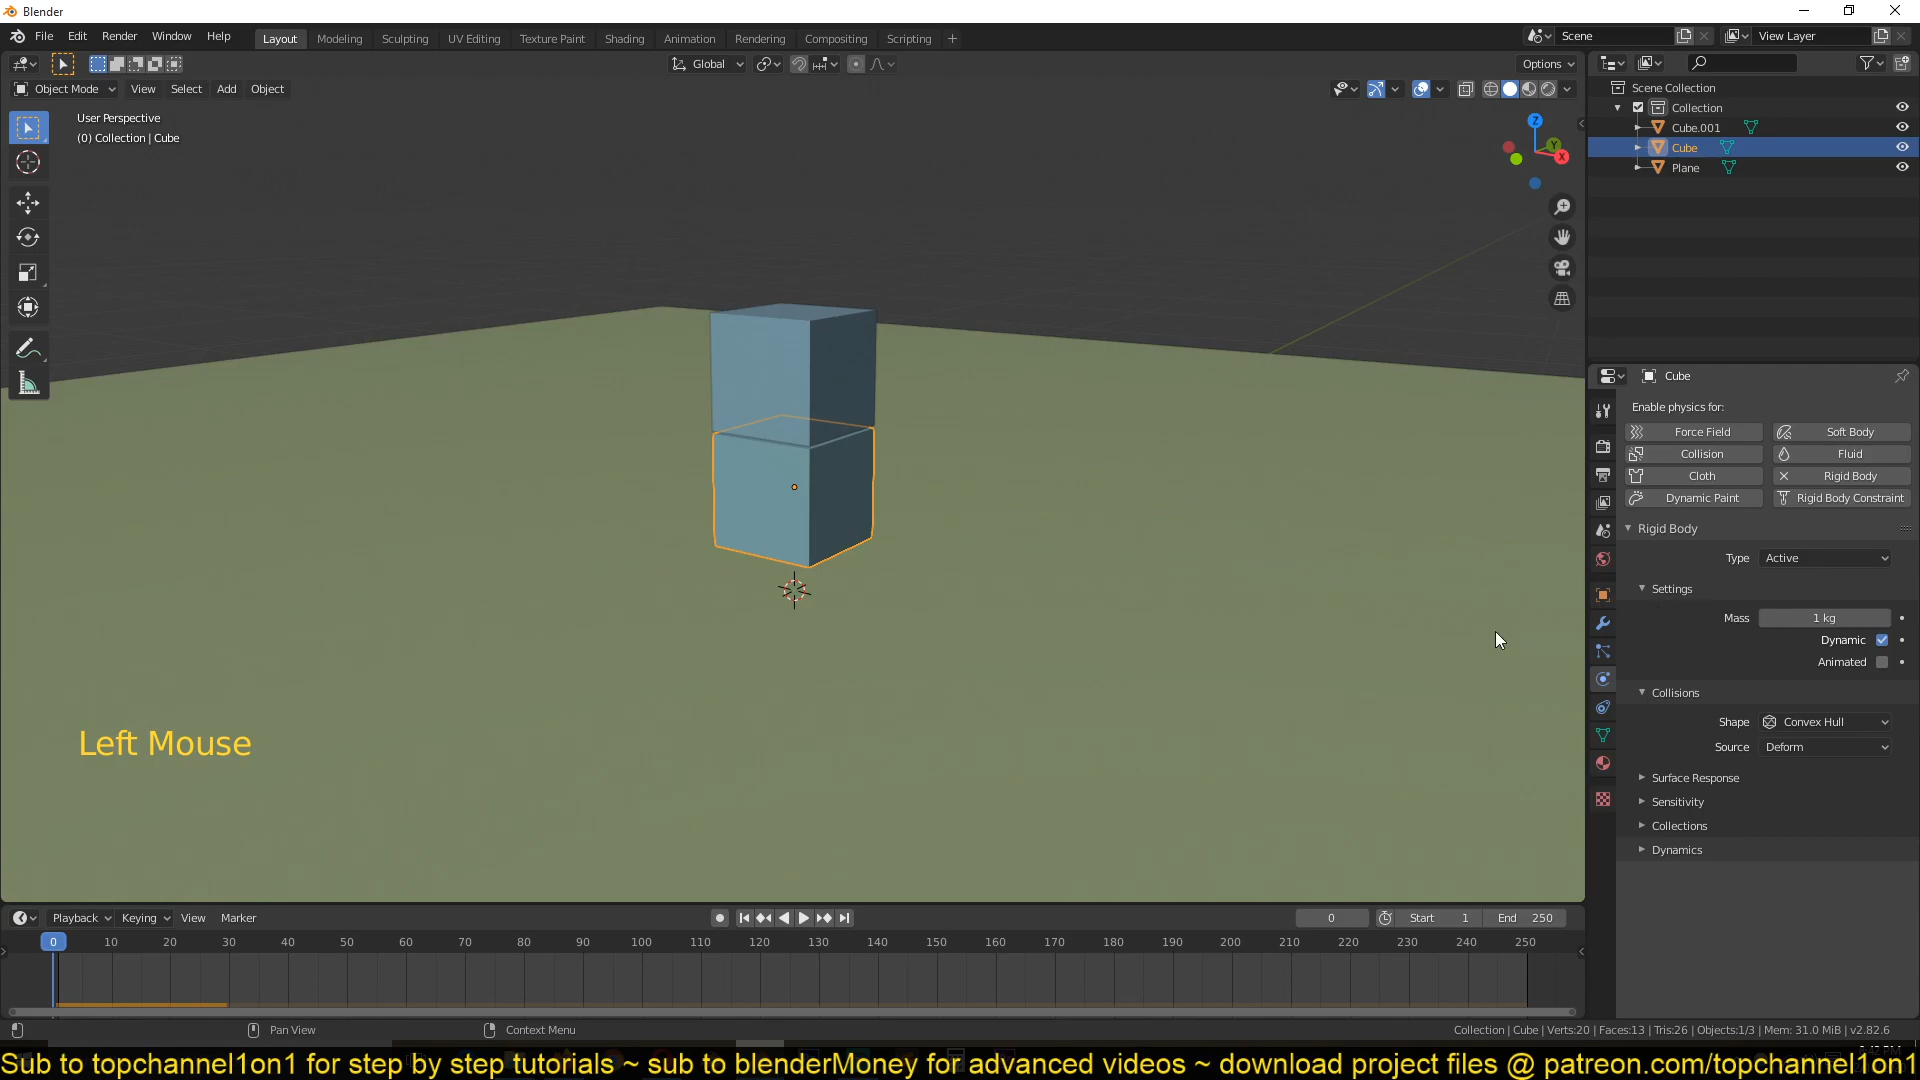 Blender
File Edit Render Window Help
Layout Modeling Sculpting UV Editing Texture Paint Shading Animation Rendering Compositing Scripting +
Scene View Layer
Global Options
Object Mode View Select Add Object
User Perspective
(0) Collection | Cube
Z
Y
X
Scene Collection
Collection
Cube.001
Cube
Plane
Cube
Enable physics for:
Force Field Soft Body
Collision Fluid
Cloth Rigid Body
Dynamic Paint Rigid Body Constraint
Rigid Body
Type Active
Settings
Mass 1 kg
Dynamic
Animated
Collisions
Shape Convex Hull
Source Deform
Surface Response
Sensitivity
Collections
Dynamics
Left Mouse
Playback Keying View Marker 0 Start 1 End 250
0 10 20 30 40 50 60 70 80 90 100 110 120 130 140 150 160 170 180 190 200 210 220 230 240 250
Pan View Context Menu Collection | Cube | Verts:20 | Faces:13 | Tris:26 | Objects:1/3 | Mem: 31.0 MiB | v2.82.6
Sub to topchannel1on1 for step by step tutorials ~ sub to blenderMoney for advanced videos ~ download project files @ patreon.com/topchannel1on1